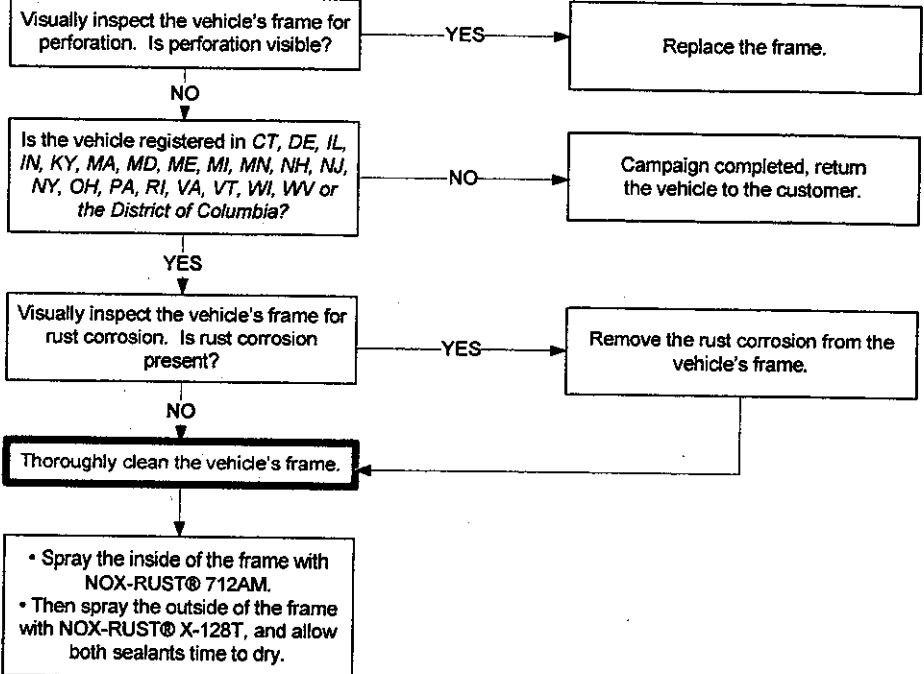 Visually inspect the vehicle's frame for
perforation. Is perforation visible?
YES
Replace the frame.
NO
Is the vehicle registered in CT, DE, IL,
IN, KY, MA, MD, ME, MI, MN, NH, NJ,
NY, OH, PA, RI, VA, VT, WI, WV or
the District of Columbia?
NO
Campaign completed, return
the vehicle to the customer.
YES
Visually inspect the vehicle's frame for
rust corrosion. Is rust corrosion
present?
YES
Remove the rust corrosion from the
vehicle's frame.
NO
Thoroughly clean the vehicle's frame.
• Spray the inside of the frame with
NOX-RUST® 712AM.
• Then spray the outside of the frame
with NOX-RUST® X-128T, and allow
both sealants time to dry.